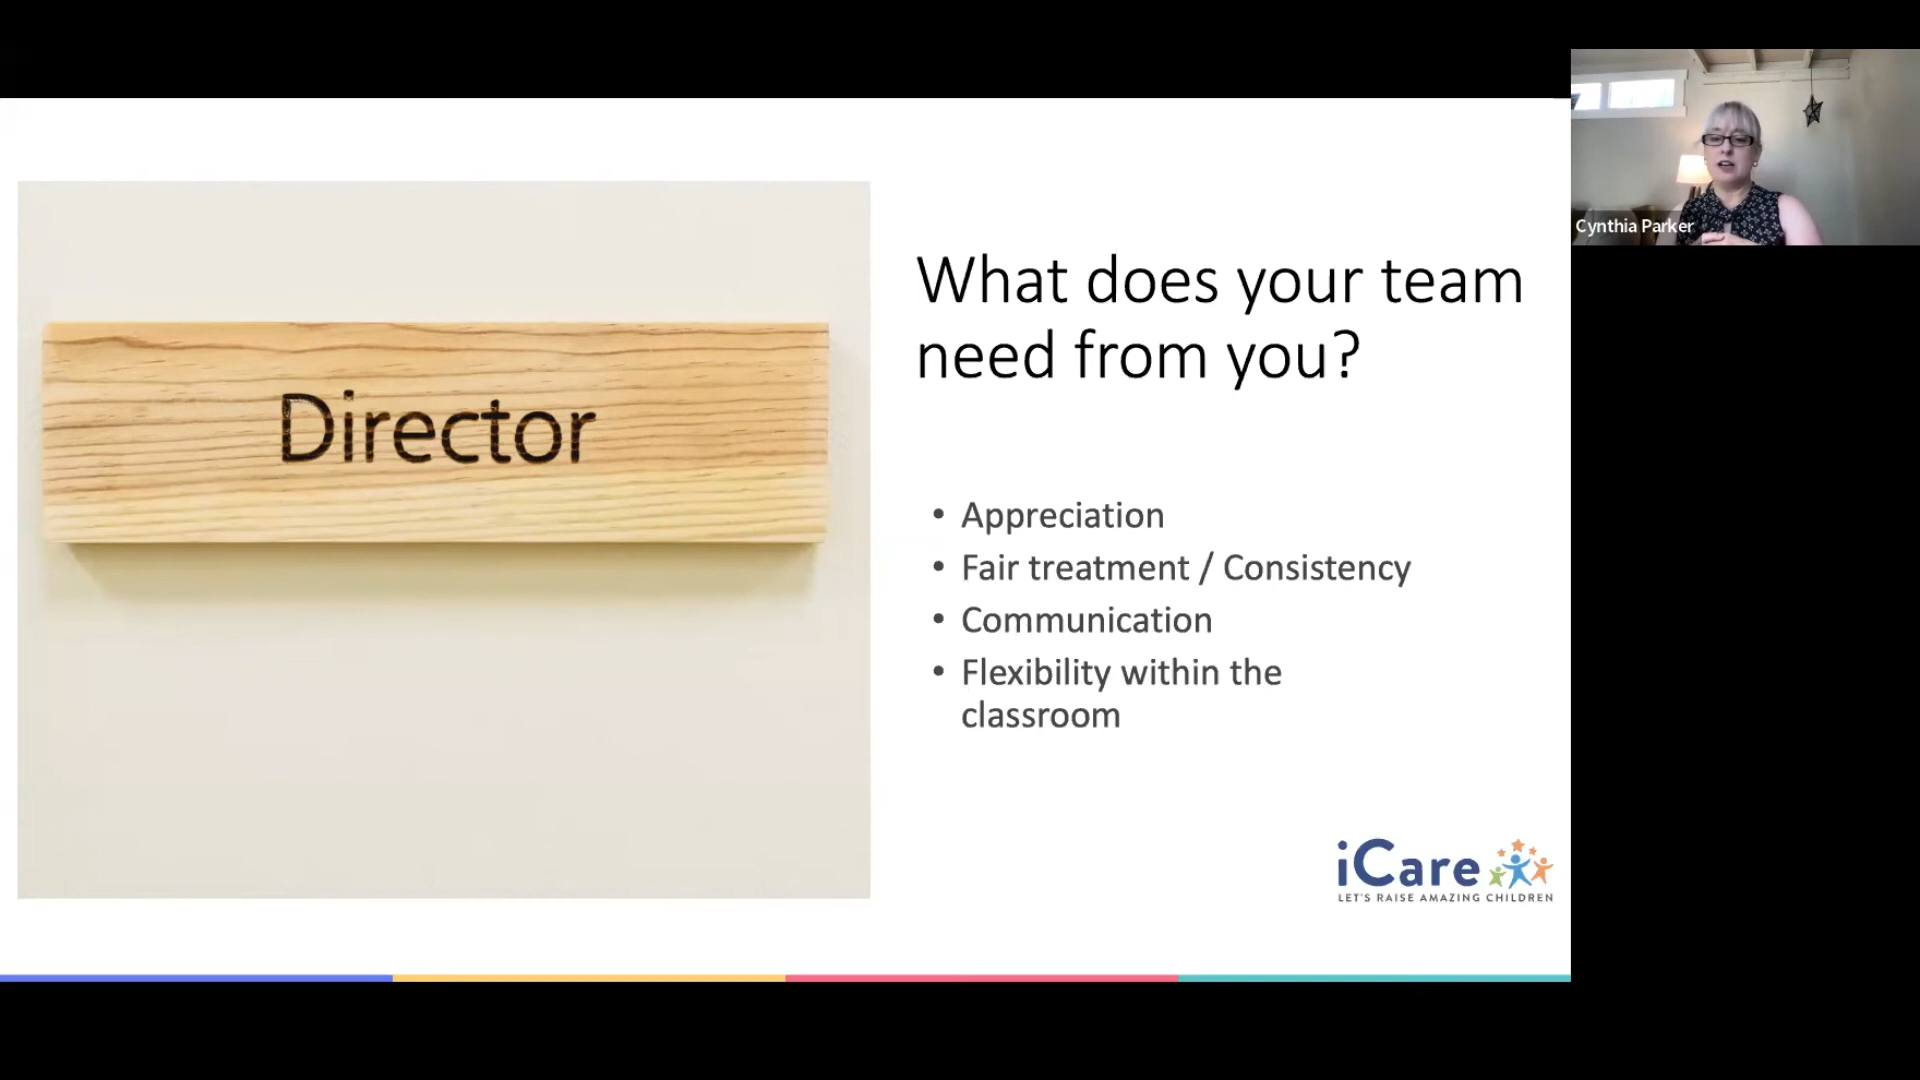 Cynthia Parker
What does your team
need from you?
Director
• Appreciation
• Fair treatment / Consistency
• Communication
• Flexibility within the
classroom
iCare
LET'S RAISE AMAZING CHILDREN